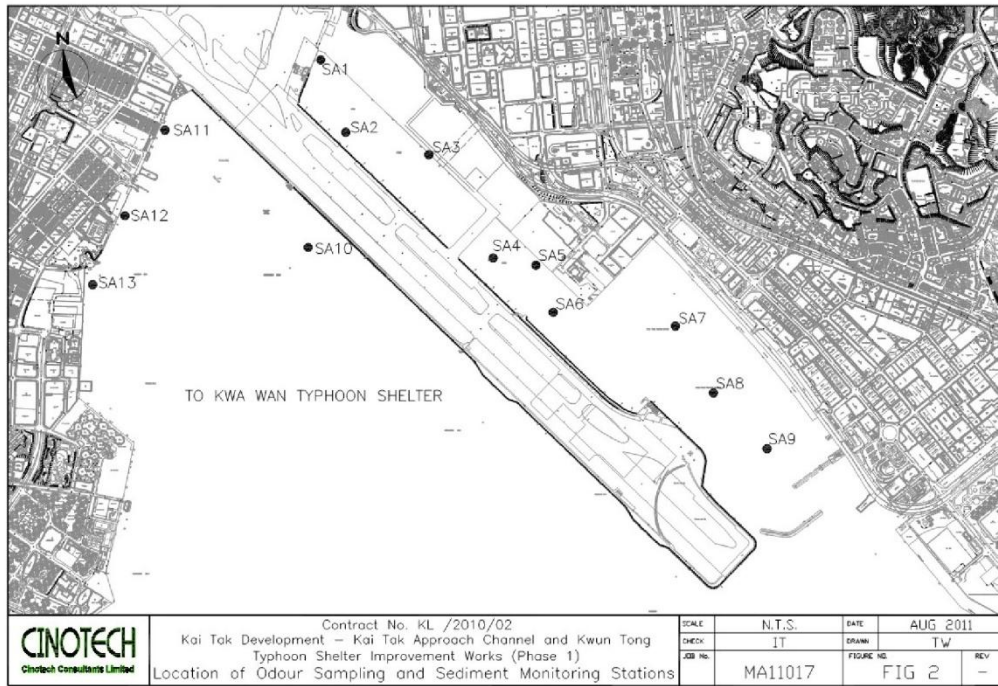 N
SA1
SA2
SA11
SA3
SA12
SA10
SA4
SA5
SA13
SA6
SA7
SA8
TO KWA WAN TYPHOON SHELTER
SA9
CINOTECH
Cinotech Consultants Limited
Contract No. KL /2010/02
Kai Tak Development – Kai Tak Approach Channel and Kwun Tong
Typhoon Shelter Improvement Works (Phase 1)
Location of Odour Sampling and Sediment Monitoring Stations
SCALE N.T.S. DATE AUG 2011
CHECK IT DRAWN TW
JOB No. MA11017 FIGURE NO. FIG 2 REV –